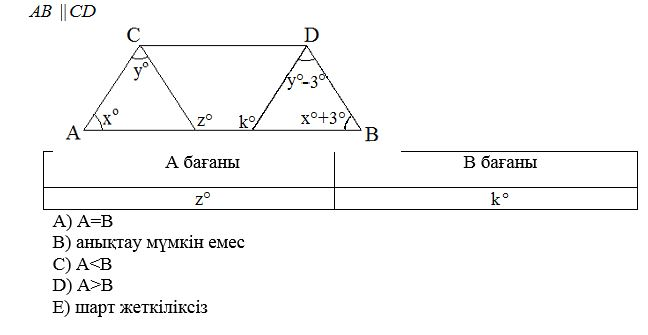 AB || CD
C D
y° y°-3°
x° z° k° x°+3°
A B
А бағаны В бағаны
z° k°
A) A=B
B) анықтау мүмкін емес
C) A<B
D) A>B
E) шарт жеткіліксіз